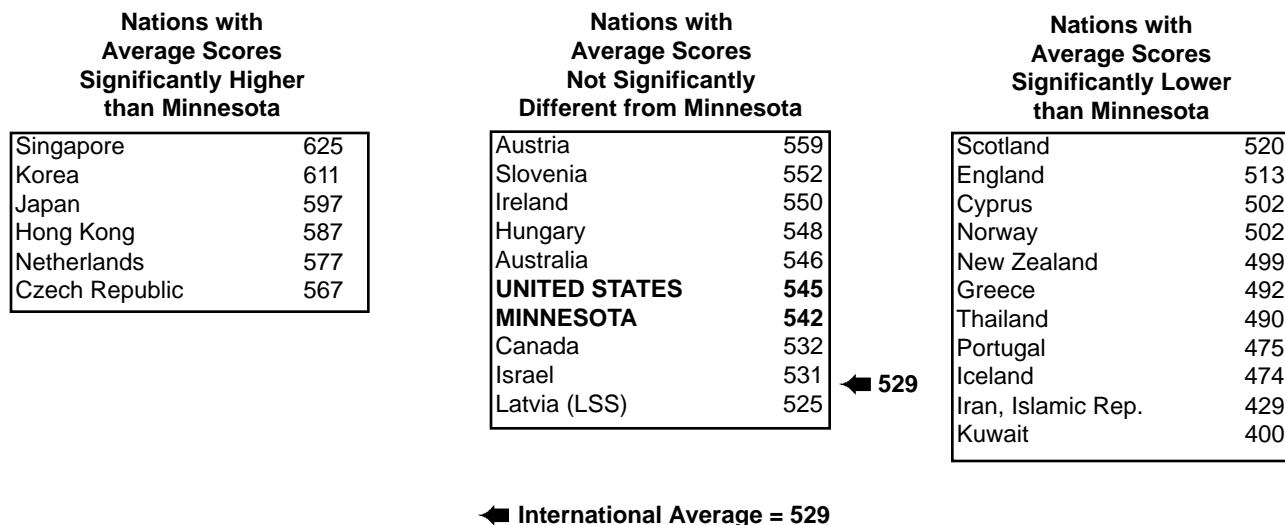 Nations with
Average Scores
Significantly Higher
than Minnesota
Singapore 625
Korea 611
Japan 597
Hong Kong 587
Netherlands 577
Czech Republic 567
Nations with
Average Scores
Not Significantly
Different from Minnesota
Austria 559
Slovenia 552
Ireland 550
Hungary 548
Australia 546
UNITED STATES 545
MINNESOTA 542
Canada 532
Israel 531
Latvia (LSS) 525
529
Nations with
Average Scores
Significantly Lower
than Minnesota
Scotland 520
England 513
Cyprus 502
Norway 502
New Zealand 499
Greece 492
Thailand 490
Portugal 475
Iceland 474
Iran, Islamic Rep. 429
Kuwait 400
International Average = 529